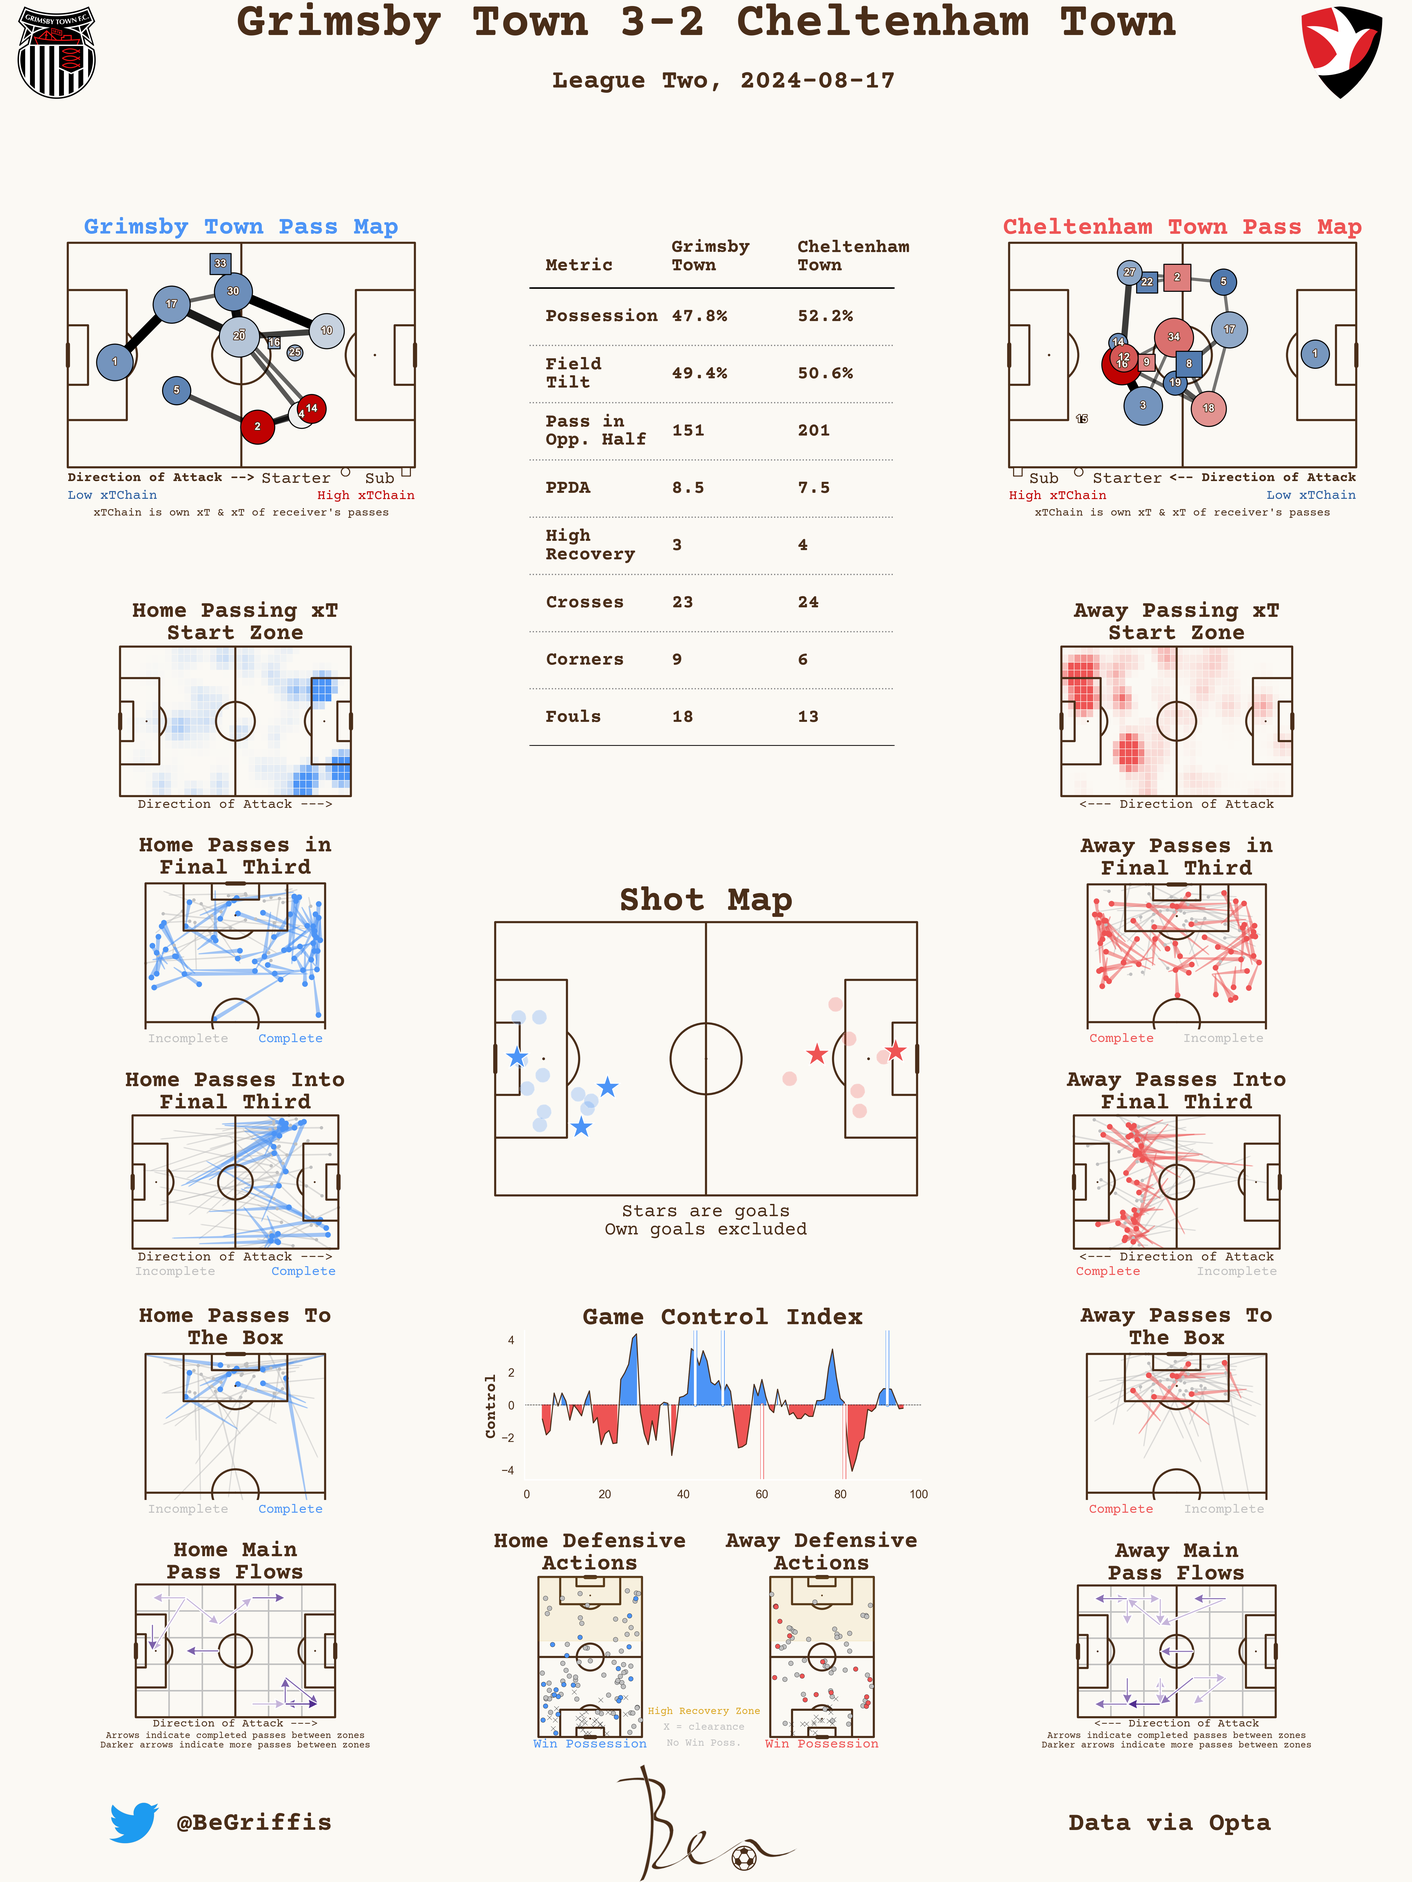 GRIMSBY TOWN F.C.
Grimsby Town 3-2 Cheltenham Town
League Two, 2024-08-17
Grimsby Town Pass Map
33
30
17
20
10
16
25
1
5
4
14
2
Direction of Attack --> Starter Sub
Low xTChain High xTChain
xTChain is own xT & xT of receiver's passes
Metric Grimsby Town Cheltenham Town
Possession 47.8% 52.2%
Field Tilt 49.4% 50.6%
Pass in Opp. Half 151 201
PPDA 8.5 7.5
High Recovery 3 4
Crosses 23 24
Corners 9 6
Fouls 18 13
Cheltenham Town Pass Map
27
22
2
5
17
34
14
12
16
9
8
1
19
3
18
15
Sub Starter <-- Direction of Attack
High xTChain Low xTChain
xTChain is own xT & xT of receiver's passes
Home Passing xT
Start Zone
Direction of Attack --->
Away Passing xT
Start Zone
<--- Direction of Attack
Home Passes in
Final Third
Incomplete Complete
Away Passes in
Final Third
Complete Incomplete
Shot Map
Stars are goals
Own goals excluded
Home Passes Into
Final Third
Direction of Attack --->
Incomplete Complete
Away Passes Into
Final Third
<--- Direction of Attack
Complete Incomplete
Home Passes To
The Box
Incomplete Complete
Game Control Index
Control
4
2
0
−2
−4
0 20 40 60 80 100
Away Passes To
The Box
Complete Incomplete
Home Main
Pass Flows
Direction of Attack --->
Arrows indicate completed passes between zones
Darker arrows indicate more passes between zones
Home Defensive
Actions
Win Possession
High Recovery Zone
X = clearance
No Win Poss.
Away Defensive
Actions
Win Possession
Away Main
Pass Flows
<--- Direction of Attack
Arrows indicate completed passes between zones
Darker arrows indicate more passes between zones
@BeGriffis
Ben
Data via Opta